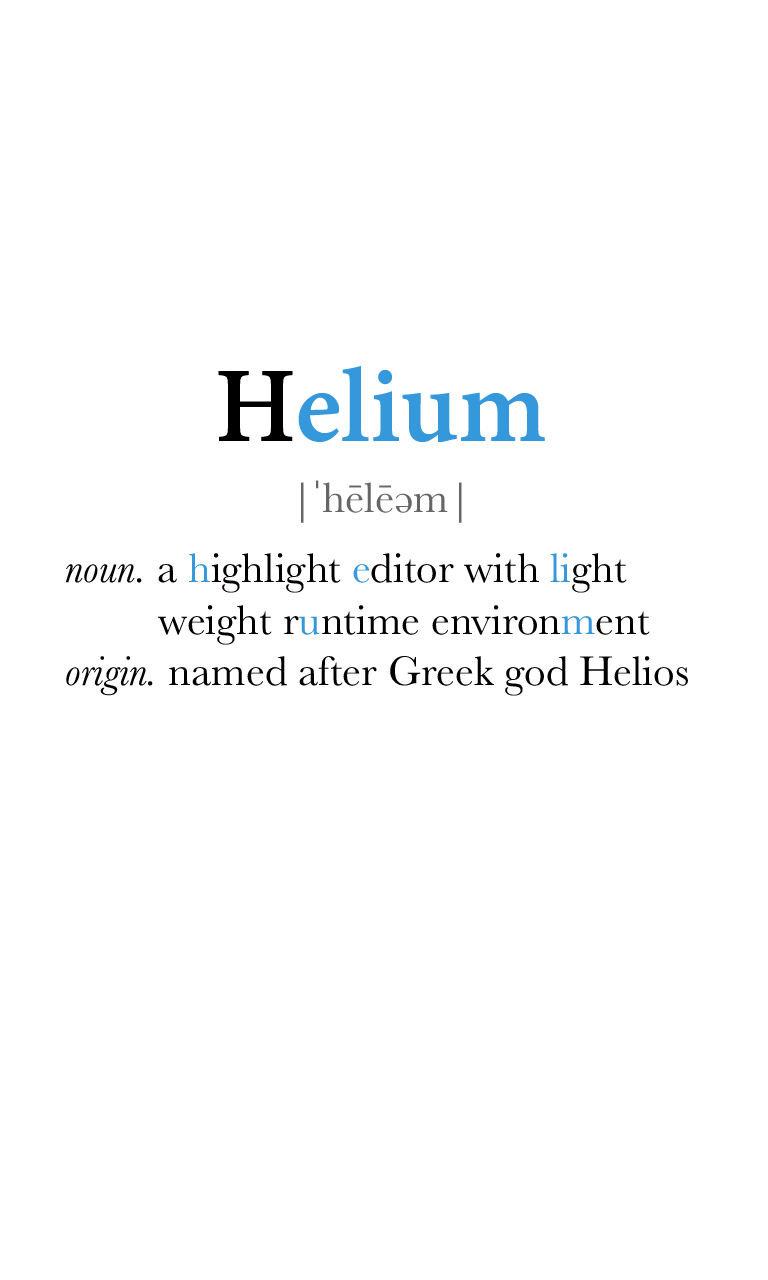 Helium
|ˈhēlēəm|
noun. a highlight editor with light
weight runtime environment
origin. named after Greek god Helios